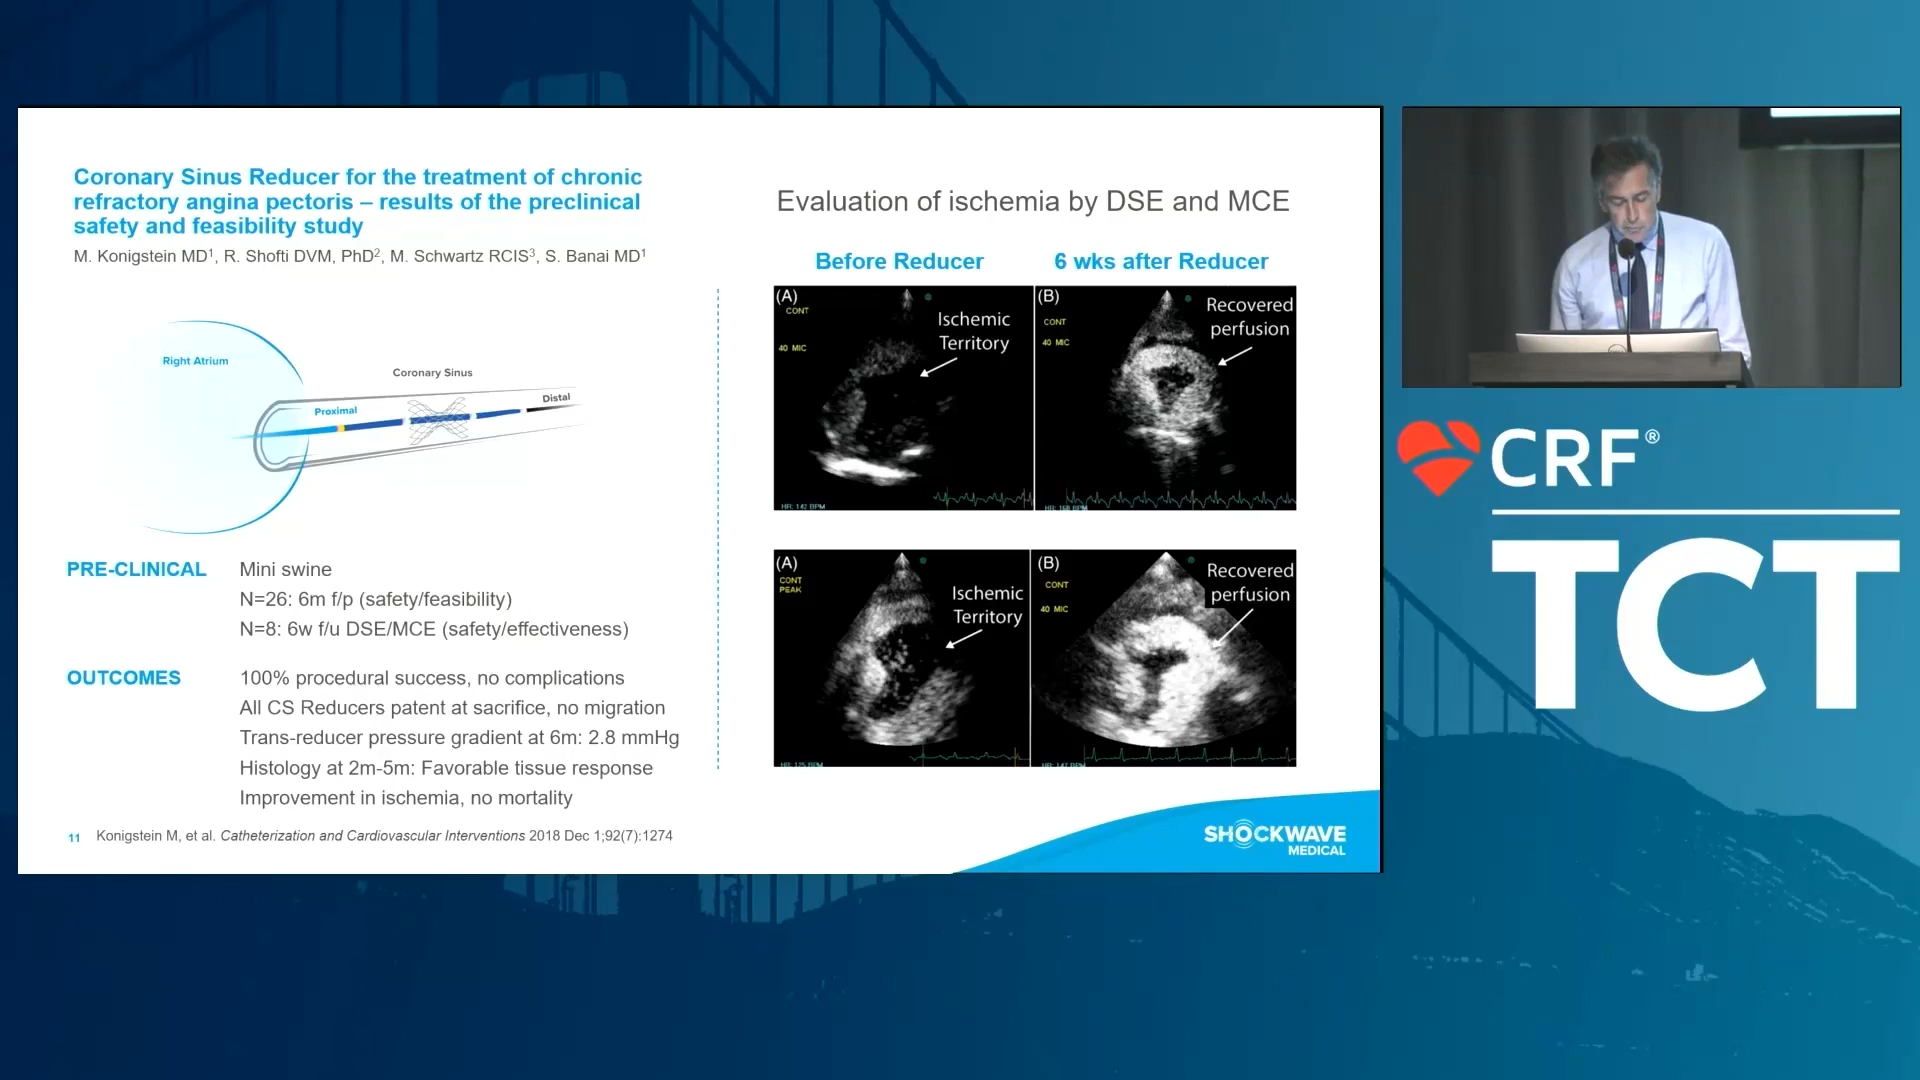 Coronary Sinus Reducer for the treatment of chronic
refractory angina pectoris – results of the preclinical
safety and feasibility study
M. Konigstein MD1, R. Shofti DVM, PhD2, M. Schwartz RCIS3, S. Banai MD1
Right Atrium
Coronary Sinus
Proximal
Distal
PRE-CLINICAL
Mini swine
N=26: 6m f/p (safety/feasibility)
N=8: 6w f/u DSE/MCE (safety/effectiveness)
OUTCOMES
100% procedural success, no complications
All CS Reducers patent at sacrifice, no migration
Trans-reducer pressure gradient at 6m: 2.8 mmHg
Histology at 2m-5m: Favorable tissue response
Improvement in ischemia, no mortality
11 Konigstein M, et al. Catheterization and Cardiovascular Interventions 2018 Dec 1;92(7):1274
Evaluation of ischemia by DSE and MCE
Before Reducer
6 wks after Reducer
(A)
CONT
40 MIC
Ischemic
Territory
HR: 142 BPM
(B)
CONT
40 MIC
Recovered
perfusion
(A)
CONT
PEAK
Ischemic
Territory
HR: 125 BPM
(B)
CONT
40 MIC
Recovered
perfusion
SHOCKWAVE
MEDICAL
CRF®
TCT